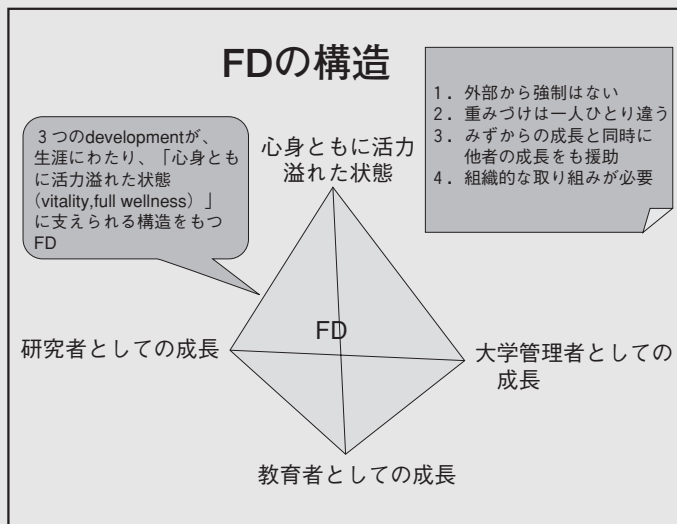 FDの構造
３つのdevelopmentが、
生涯にわたり、「心身とも
に活力溢れた状態
(vitality,full wellness）」
に支えられる構造をもつ
FD
１．外部から強制はない
２．重みづけは一人ひとり違う
３．みずからの成長と同時に
他者の成長をも援助
４．組織的な取り組みが必要
心身ともに活力
溢れた状態
FD
研究者としての成長
大学管理者としての
成長
教育者としての成長